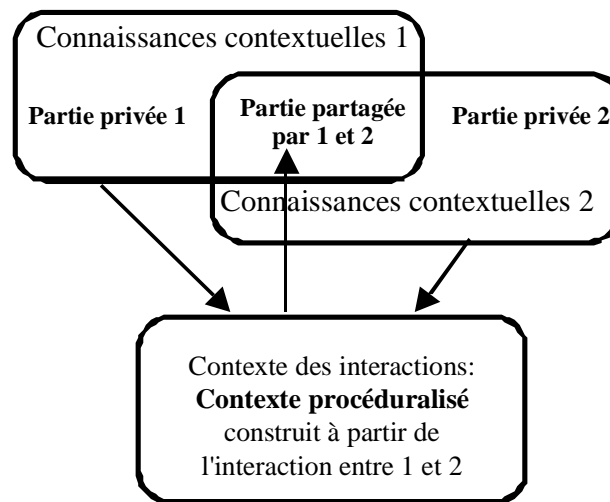 Connaissances contextuelles 1
Partie privée 1
Partie partagée
par 1 et 2
Partie privée 2
Connaissances contextuelles 2
Contexte des interactions:
Contexte procéduralisé
construit à partir de
l'interaction entre 1 et 2